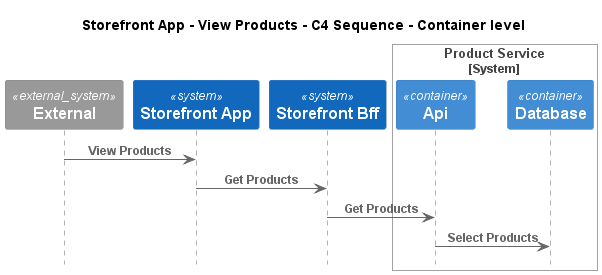 Storefront App - View Products - C4 Sequence - Container level
Product Service
[System]
«external_system»
External
«system»
Storefront App
«system»
Storefront Bff
«container»
Api
«container»
Database
View Products
Get Products
Get Products
Select Products